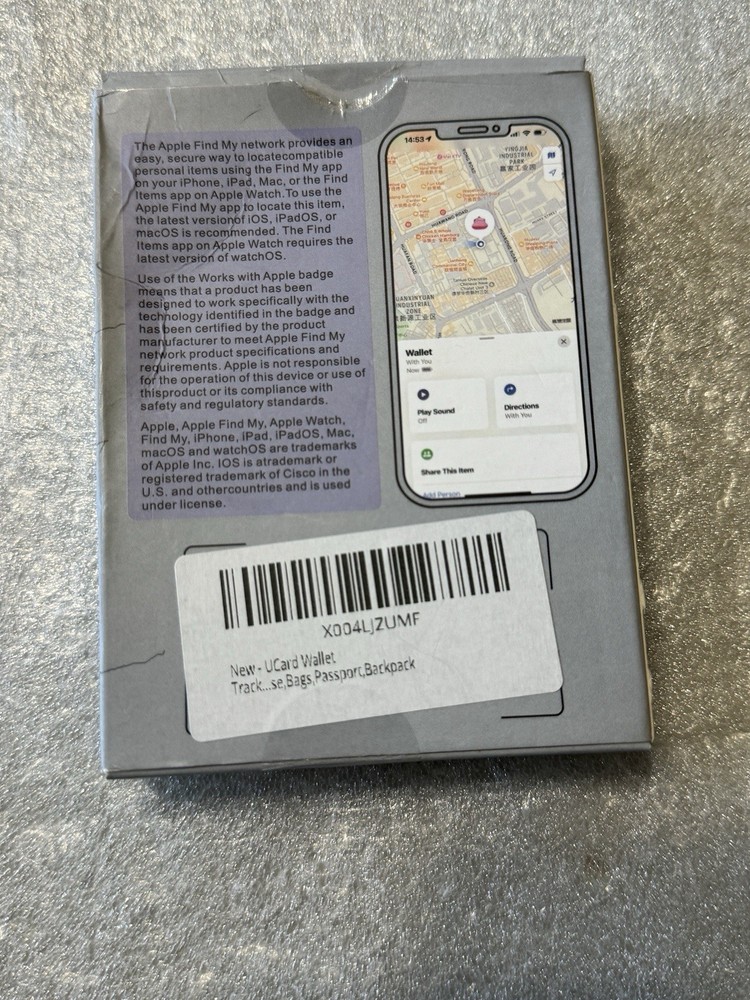 The Apple Find My network provides an
easy, secure way to locatecompatible
personal items using the Find My app
on your iPhone, iPad, Mac, or the Find
Items app on Apple Watch.To use the
Apple Find My app to locate this item,
the latest versionof iOS, iPadOS, or
macOS is recommended. The Find
Items app on Apple Watch requires the
latest version of watchOS.
Use of the Works with Apple badge
means that a product has been
designed to work specifically with the
technology identified in the badge and
has been certified by the product
manufacturer to meet Apple Find My
network product specifications and
requirements. Apple is not responsible
for the operation of this device or use of
thisproduct or its compliance with
safety and regulatory standards.
Apple, Apple Find My, Apple Watch,
Find My, iPhone, iPad, iPadOS, Mac,
macOS and watchOS are trademarks
of Apple Inc. IOS is atrademark or
registered trademark of Cisco in the
U.S. and othercountries and is used
under license.
14:53
YINGJIA
INDUSTRIAL
PARK
INDUSTRIAL
ZONE
Wallet
With You
Now
Play Sound
Off
Directions
With You
Share This Item
Add Person
X004LJZUMF
New - UCard Wallet
Track...se,Bags,Passport,Backpack